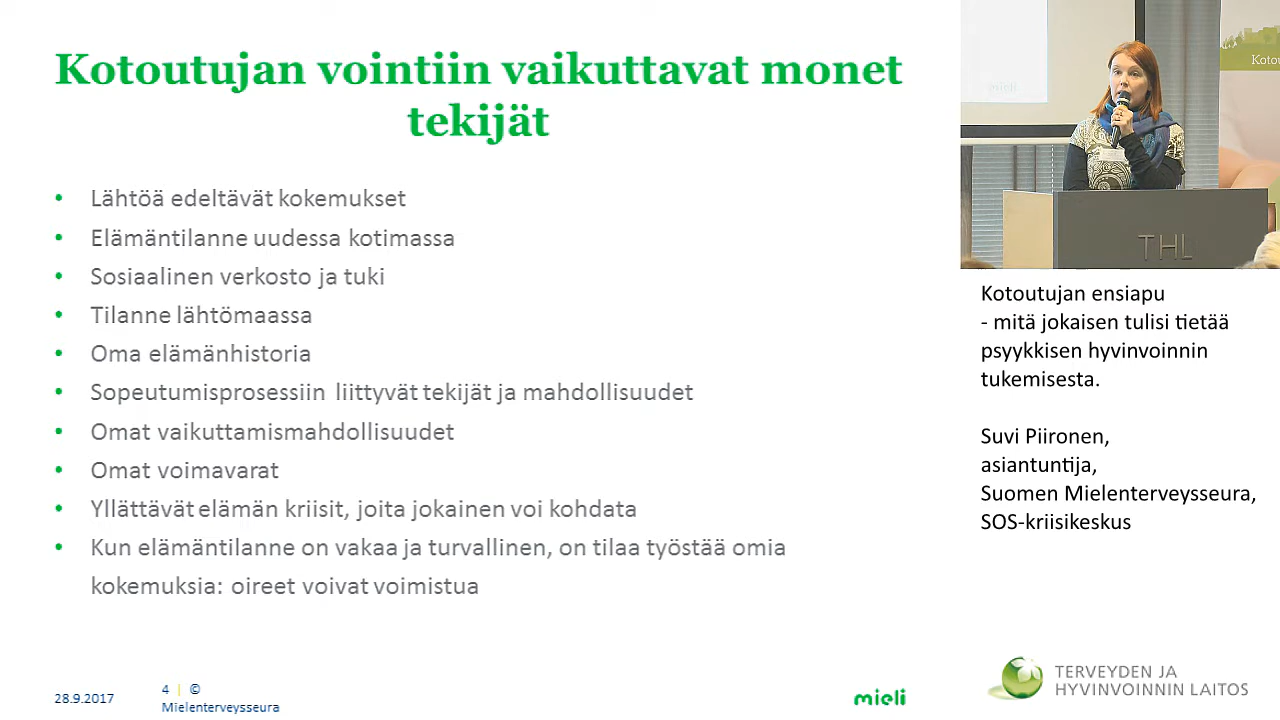 Kotoutujan vointiin vaikuttavat monet
tekijät
• Lähtöä edeltävät kokemukset
• Elämäntilanne uudessa kotimassa
• Sosiaalinen verkosto ja tuki
• Tilanne lähtömaassa
• Oma elämänhistoria
• Sopeutumisprosessiin liittyvät tekijät ja mahdollisuudet
• Omat vaikuttamismahdollisuudet
• Omat voimavarat
• Yllättävät elämän kriisit, joita jokainen voi kohdata
• Kun elämäntilanne on vakaa ja turvallinen, on tilaa työstää omia
kokemuksia: oireet voivat voimistua
28.9.2017
4 | ©
Mielenterveysseura
mieli
mieli
Kotou
THL
Kotoutujan ensiapu
- mitä jokaisen tulisi tietää
psyykkisen hyvinvoinnin
tukemisesta.
Suvi Piironen,
asiantuntija,
Suomen Mielenterveysseura,
SOS-kriisikeskus
TERVEYDEN JA
HYVINVOINNIN LAITOS